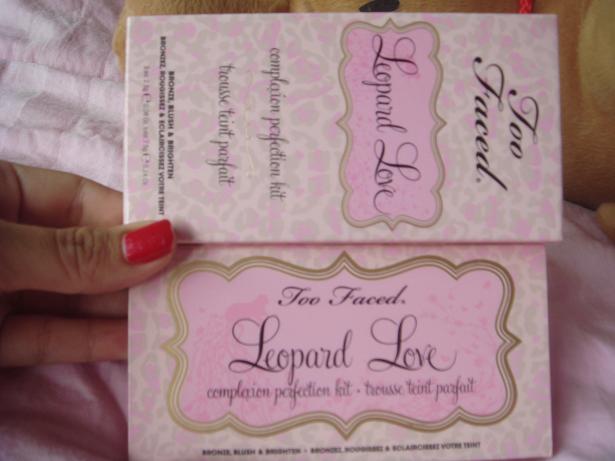 Too
Faced.
Leopard Love
complexion perfection kit
trousse teint parfait
BRONZE, BLUSH & BRIGHTEN
BRONZEZ, ROUGISSEZ & ECLAIRCISSEZ VOTRE TEINT
Too Faced.
Leopard Love
complexion perfection kit • trousse teint parfait
BRONZE, BLUSH & BRIGHTEN • BRONZEZ, ROUGISSEZ & ECLAIRCISSEZ VOTRE TEINT